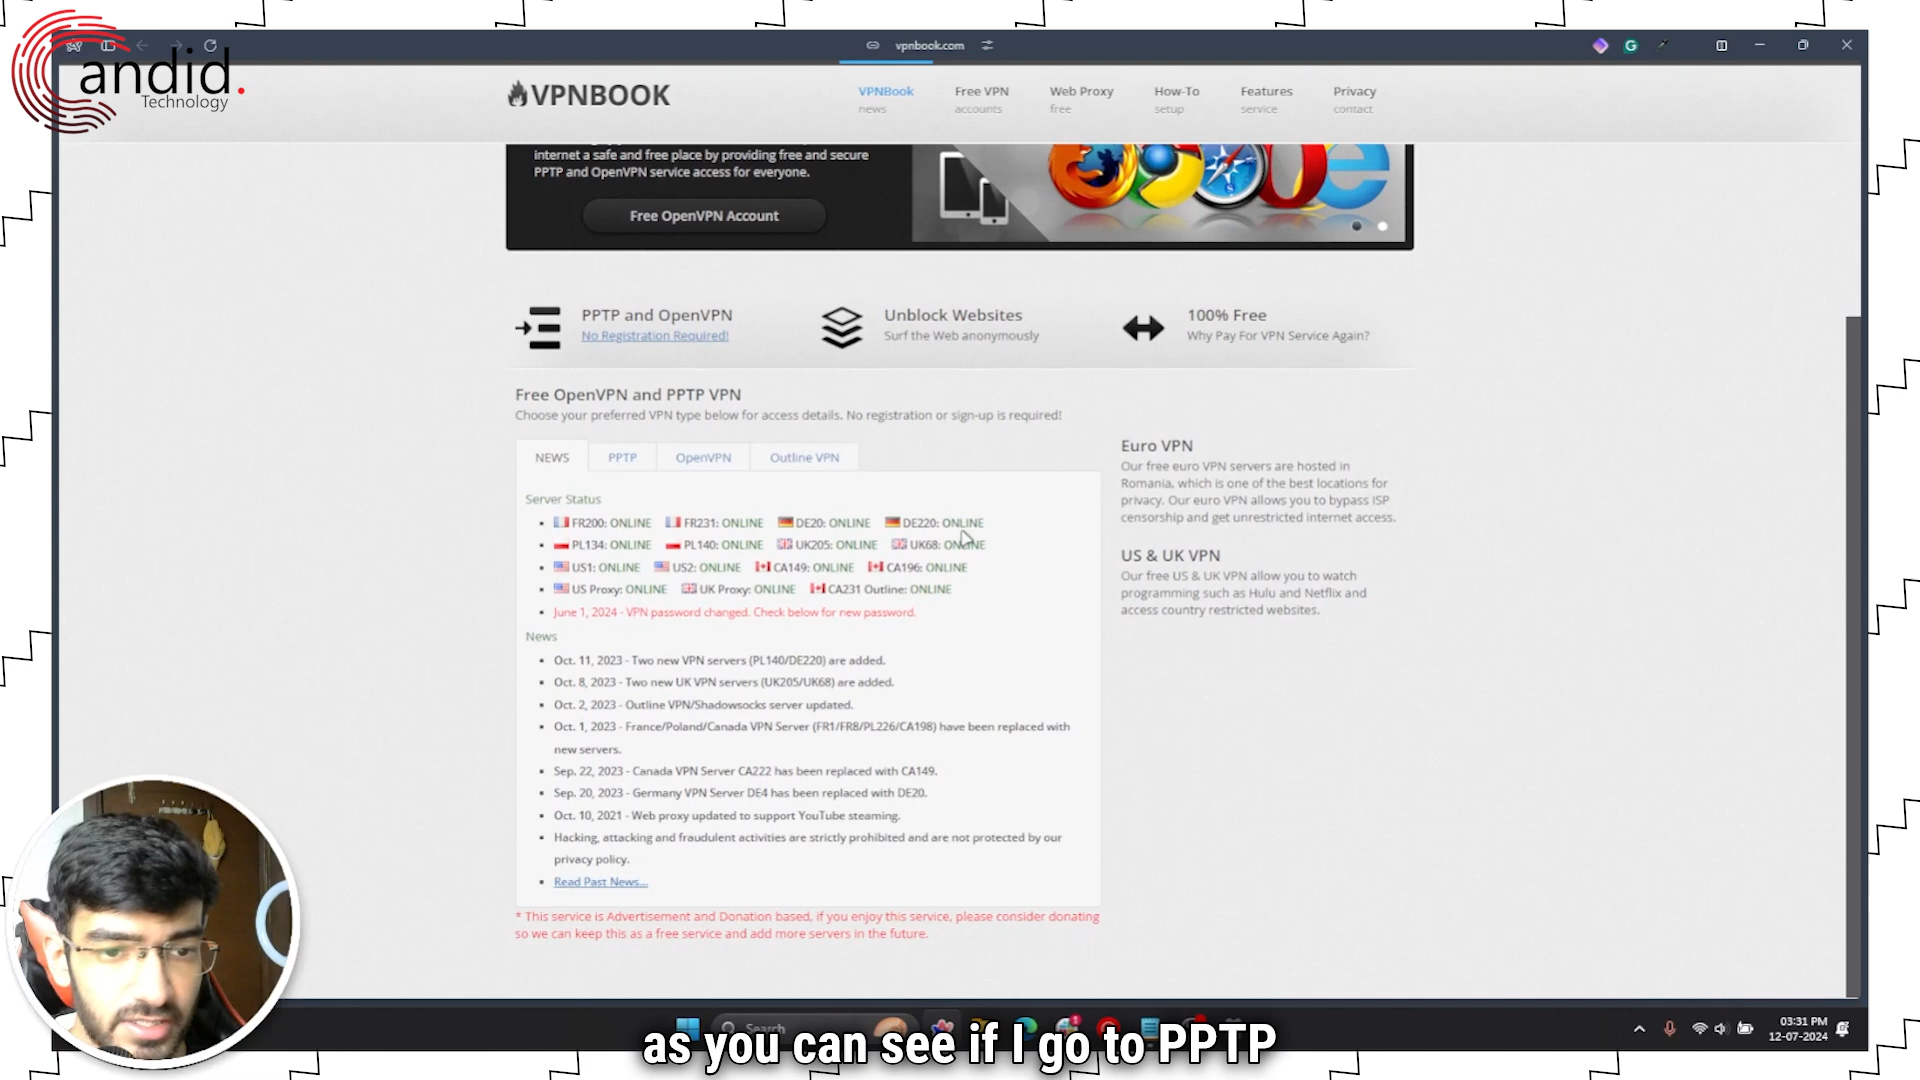 candid.
Technology
vpnbook.com
VPNBOOK
VPNBook
news
Free VPN
accounts
Web Proxy
free
How-To
setup
Features
service
Privacy
contact
internet a safe and free place by providing free and secure
PPTP and OpenVPN service access for everyone.
Free OpenVPN Account
PPTP and OpenVPN
No Registration Required!
Unblock Websites
Surf the Web anonymously
100% Free
Why Pay For VPN Service Again?
Free OpenVPN and PPTP VPN
Choose your preferred VPN type below for access details. No registration or sign-up is required!
NEWS PPTP OpenVPN Outline VPN
Server Status
FR200: ONLINE FR231: ONLINE DE20: ONLINE DE220: ONLINE
PL134: ONLINE PL140: ONLINE UK205: ONLINE UK68: ONLINE
US1: ONLINE US2: ONLINE CA149: ONLINE CA196: ONLINE
US Proxy: ONLINE UK Proxy: ONLINE CA231 Outline: ONLINE
June 1, 2024 - VPN password changed. Check below for new password.
News
Oct. 11, 2023 - Two new VPN servers (PL140/DE220) are added.
Oct. 8, 2023 - Two new UK VPN servers (UK205/UK68) are added.
Oct. 2, 2023 - Outline VPN/Shadowsocks server updated.
Oct. 1, 2023 - France/Poland/Canada VPN Server (FR1/FR8/PL226/CA198) have been replaced with
new servers.
Sep. 22, 2023 - Canada VPN Server CA222 has been replaced with CA149.
Sep. 20, 2023 - Germany VPN Server DE4 has been replaced with DE20.
Oct. 10, 2021 - Web proxy updated to support YouTube steaming.
Hacking, attacking and fraudulent activities are strictly prohibited and are not protected by our
privacy policy.
Read Past News...
* This service is Advertisement and Donation based, if you enjoy this service, please consider donating
so we can keep this as a free service and add more servers in the future.
Euro VPN
Our free euro VPN servers are hosted in
Romania, which is one of the best locations for
privacy. Our euro VPN allows you to bypass ISP
censorship and get unrestricted internet access.
US & UK VPN
Our free US & UK VPN allow you to watch
programming such as Hulu and Netflix and
access country restricted websites.
Search
03:31 PM
12-07-2024
as you can see if I go to PPTP